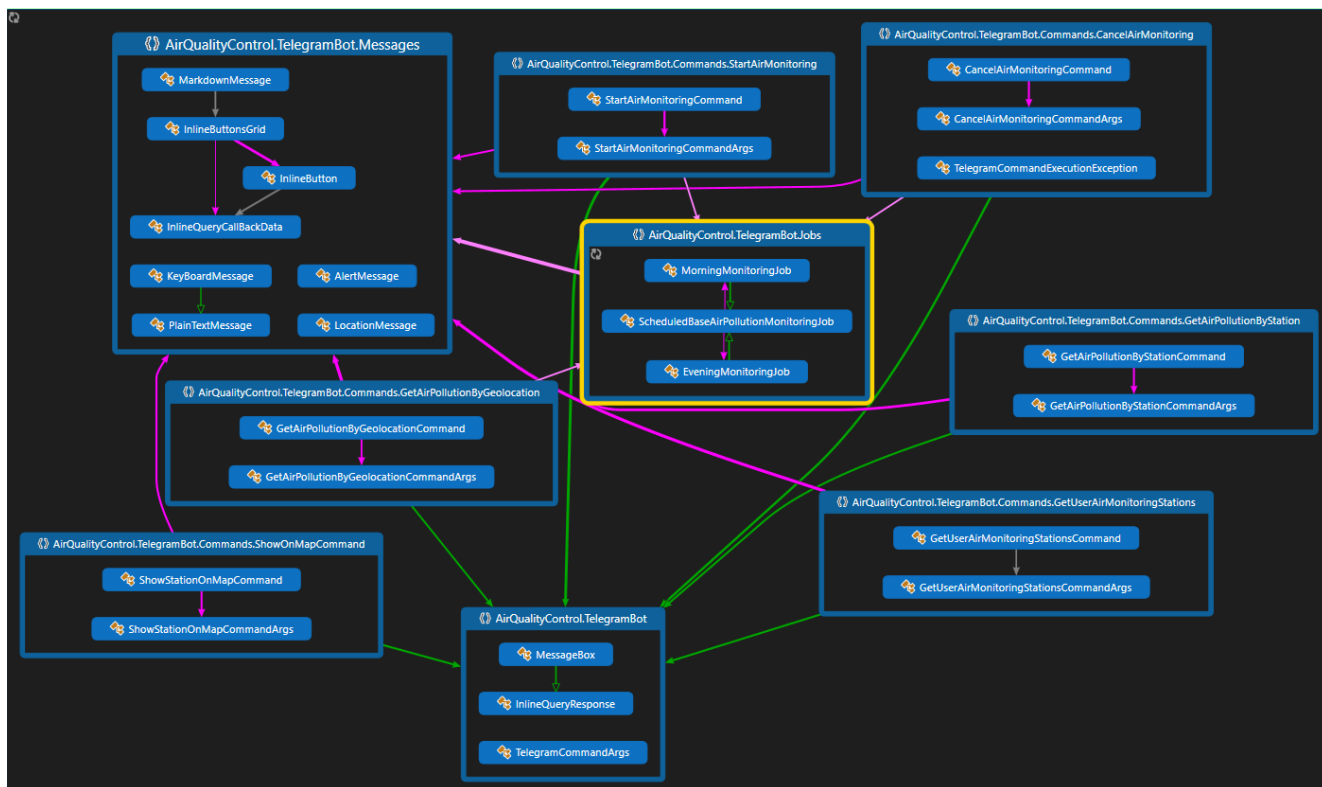 AirQualityControl.TelegramBot.Messages
MarkdownMessage
InlineButtonsGrid
InlineButton
InlineQueryCallBackData
KeyBoardMessage
AlertMessage
PlainTextMessage
LocationMessage
AirQualityControl.TelegramBot.Commands.StartAirMonitoring
StartAirMonitoringCommand
StartAirMonitoringCommandArgs
AirQualityControl.TelegramBot.Commands.CancelAirMonitoring
CancelAirMonitoringCommand
CancelAirMonitoringCommandArgs
TelegramCommandExecutionException
AirQualityControl.TelegramBot.Jobs
MorningMonitoringJob
ScheduledBaseAirPollutionMonitoringJob
EveningMonitoringJob
AirQualityControl.TelegramBot.Commands.GetAirPollutionByStation
GetAirPollutionByStationCommand
GetAirPollutionByStationCommandArgs
AirQualityControl.TelegramBot.Commands.GetAirPollutionByGeolocation
GetAirPollutionByGeolocationCommand
GetAirPollutionByGeolocationCommandArgs
AirQualityControl.TelegramBot.Commands.GetUserAirMonitoringStations
GetUserAirMonitoringStationsCommand
GetUserAirMonitoringStationsCommandArgs
AirQualityControl.TelegramBot.Commands.ShowOnMapCommand
ShowStationOnMapCommand
ShowStationOnMapCommandArgs
AirQualityControl.TelegramBot
MessageBox
InlineQueryResponse
TelegramCommandArgs